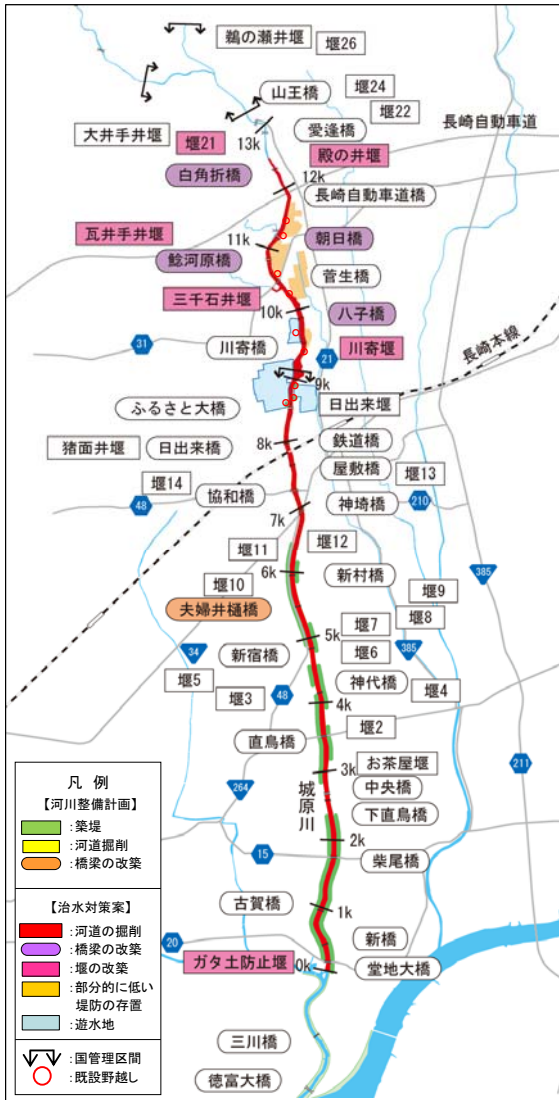 鵜の瀬井堰
堰26
山王橋
堰24
堰22
大井手井堰
堰21
13k
愛逢橋
長崎自動車道
殿の井堰
白角折橋
12k
長崎自動車道橋
瓦井手井堰
11k
朝日橋
鯰河原橋
菅生橋
三千石井堰
10k
八子橋
31
川寄橋
21
川寄堰
長崎本線
9k
日出来堰
ふるさと大橋
猪面井堰
日出来橋
8k
鉄道橋
屋敷橋
堰14
堰13
48
協和橋
神埼橋
210
7k
堰11
堰12
6k
新村橋
385
堰10
堰9
夫婦井樋橋
堰8
堰7
5k
34
新宿橋
堰6
385
堰5
神代橋
堰3
48
4k
堰4
堰2
直鳥橋
お茶屋堰
3k
211
264
城原川
中央橋
下直鳥橋
2k
15
柴尾橋
古賀橋
1k
新橋
20
ガタ土防止堰
0k
堂地大橋
三川橋
徳富大橋
凡 例
【河川整備計画】
:築堤
:河道掘削
:橋梁の改築
【治水対策案】
:河道の掘削
:橋梁の改築
:堰の改築
:部分的に低い
堤防の存置
:遊水地
:国管理区間
:既設野越し